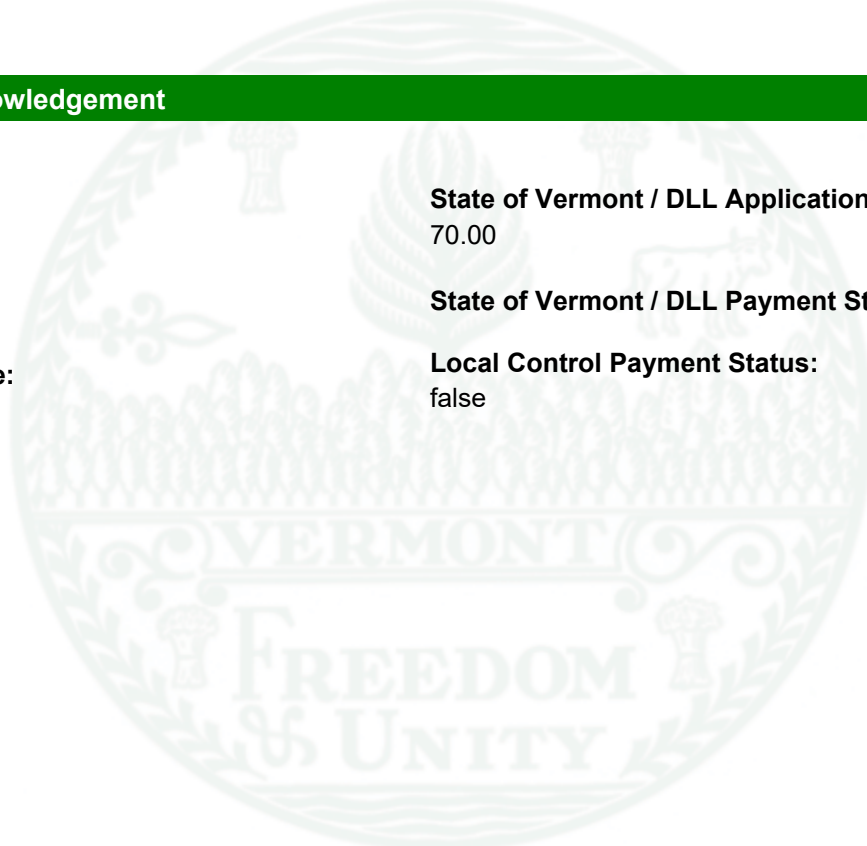 owledgement
State of Vermont / DLL Application
70.00
State of Vermont / DLL Payment St
e:
Local Control Payment Status:
false
VERMONT
FREEDOM
& UNITY